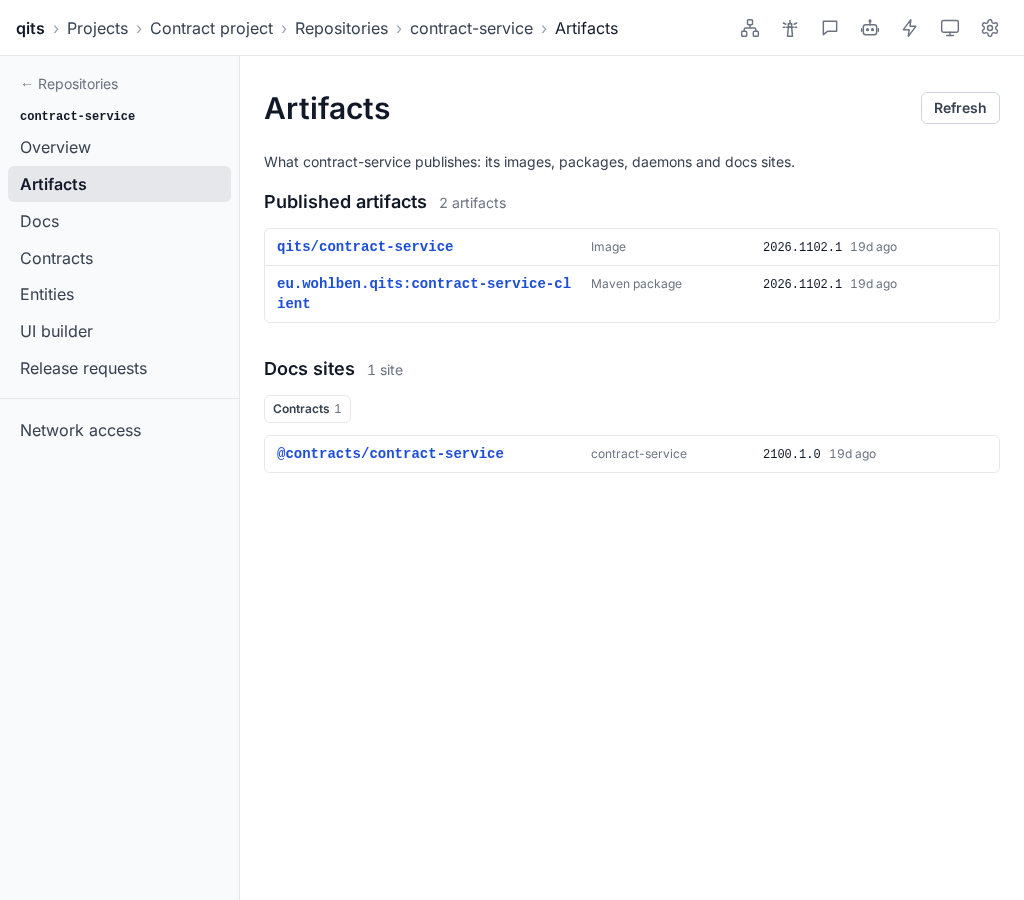 qits › Projects › Contract project › Repositories › contract-service › Artifacts
← Repositories
contract-service
Overview
Artifacts
Docs
Contracts
Entities
UI builder
Release requests
Network access
Artifacts
Refresh
What contract-service publishes: its images, packages, daemons and docs sites.
Published artifacts 2 artifacts
qits/contract-service Image 2026.1102.1 19d ago
eu.wohlben.qits:contract-service-cl Maven package 2026.1102.1 19d ago
ient
Docs sites 1 site
Contracts 1
@contracts/contract-service contract-service 2100.1.0 19d ago